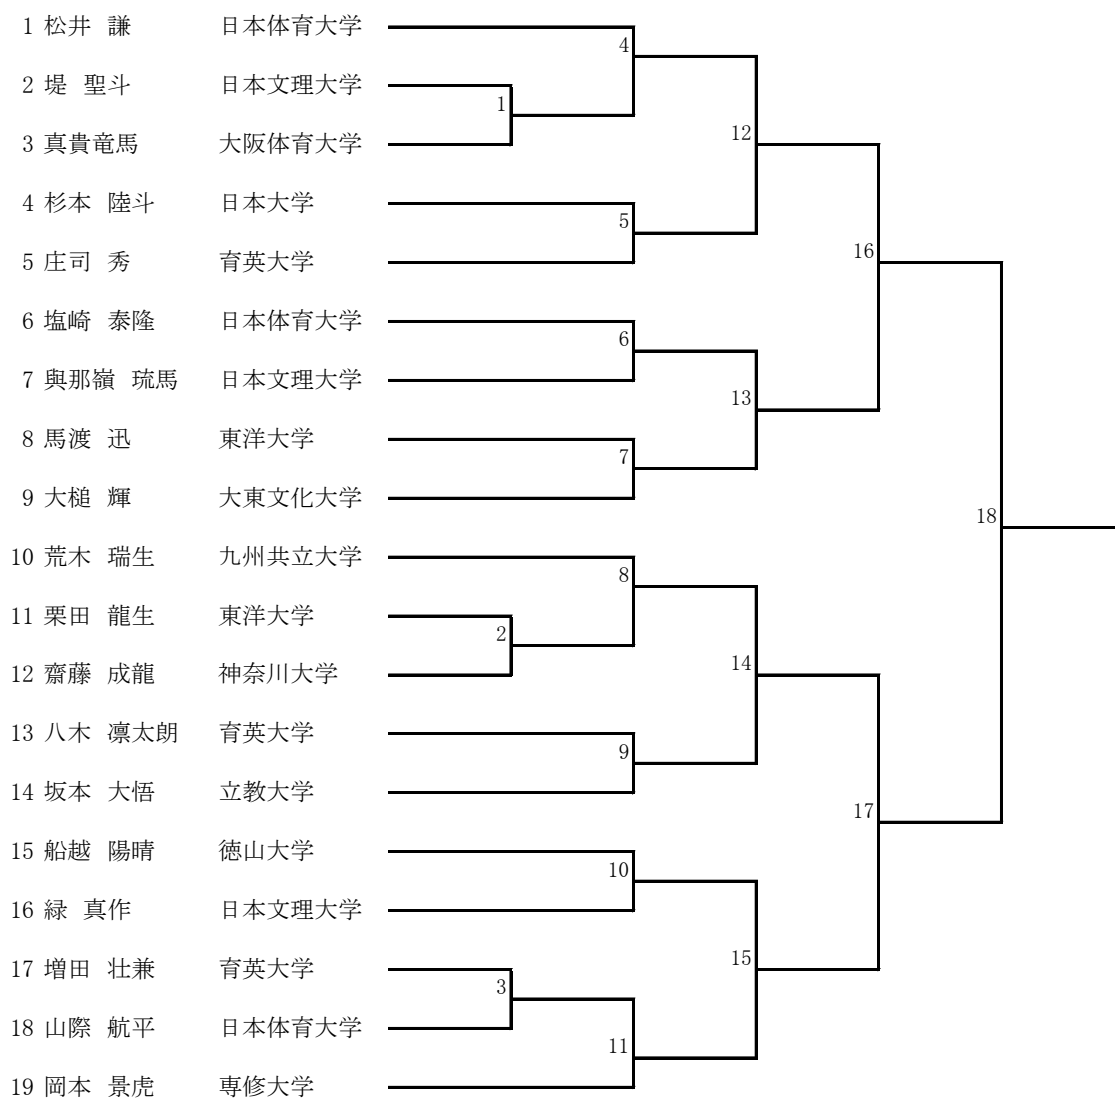 1 松井 謙 日本体育大学
4
2 堤 聖斗 日本文理大学
1
12
3 真貴竜馬 大阪体育大学
4 杉本 陸斗 日本大学
5
16
5 庄司 秀 育英大学
6 塩崎 泰隆 日本体育大学
6
7 與那嶺 琉馬 日本文理大学
13
8 馬渡 迅 東洋大学
7
9 大槌 輝 大東文化大学
18
10 荒木 瑞生 九州共立大学
8
11 栗田 龍生 東洋大学
2
14
12 齋藤 成龍 神奈川大学
13 八木 凛太朗 育英大学
9
14 坂本 大悟 立教大学
17
15 船越 陽晴 徳山大学
10
16 緑 真作 日本文理大学
15
17 増田 壮兼 育英大学
3
18 山際 航平 日本体育大学
11
19 岡本 景虎 専修大学